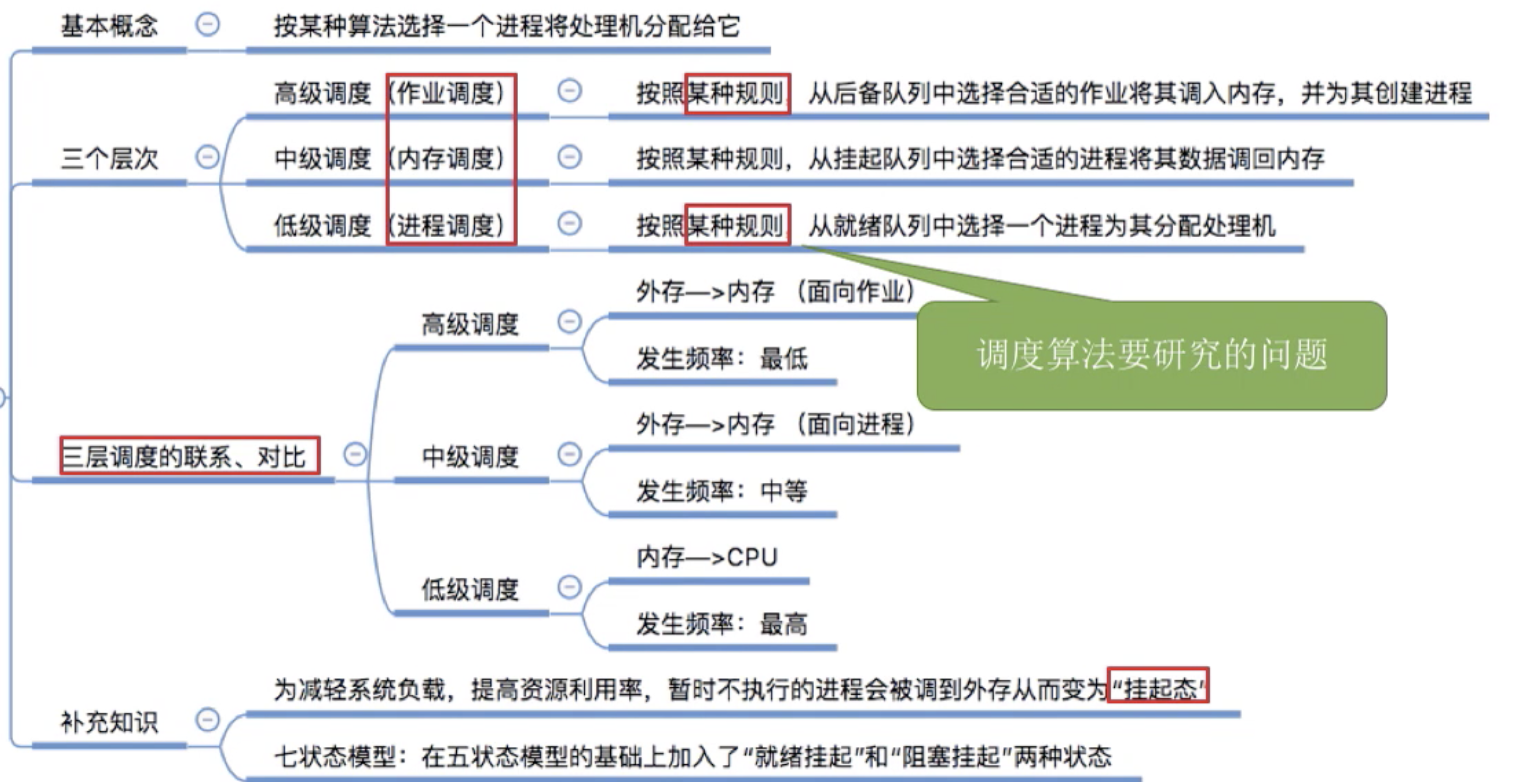 基本概念
按某种算法选择一个进程将处理机分配给它
三个层次
高级调度（作业调度）
按照某种规则，从后备队列中选择合适的作业将其调入内存，并为其创建进程
中级调度（内存调度）
按照某种规则，从挂起队列中选择合适的进程将其数据调回内存
低级调度（进程调度）
按照某种规则，从就绪队列中选择一个进程为其分配处理机
调度算法要研究的问题
三层调度的联系、对比
高级调度
外存—>内存 （面向作业）
发生频率：最低
中级调度
外存—>内存 （面向进程）
发生频率：中等
低级调度
内存—>CPU
发生频率：最高
补充知识
为减轻系统负载，提高资源利用率，暂时不执行的进程会被调到外存从而变为“挂起态”
七状态模型：在五状态模型的基础上加入了“就绪挂起”和“阻塞挂起”两种状态